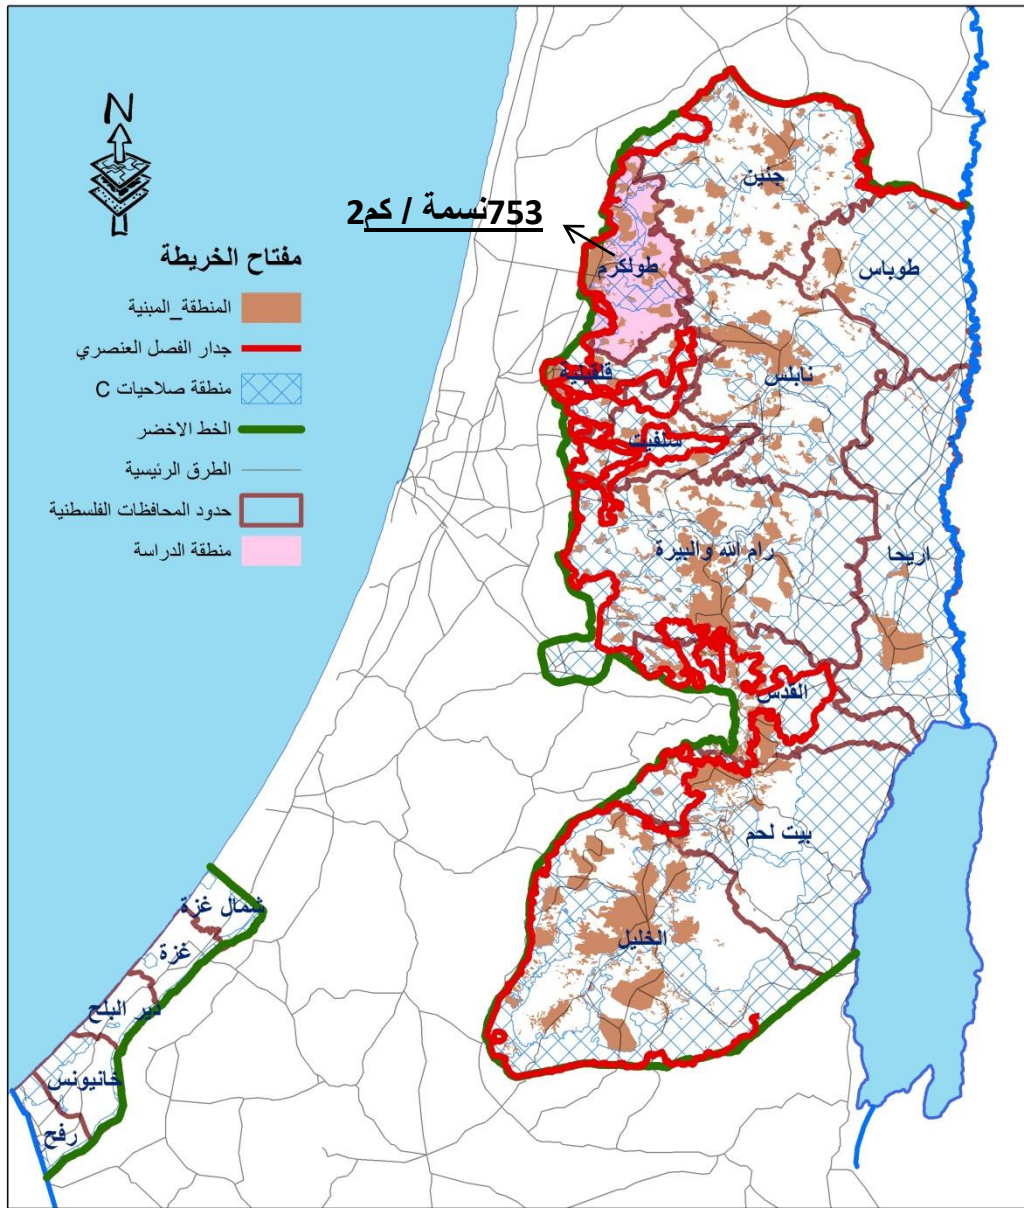 N
753نسمة / كم2
مفتاح الخريطة
المنطقة_المبنية
جدار الفصل العنصري
منطقة صلاحيات C
الخط الاخضر
الطرق الرئيسية
حدود المحافظات الفلسطنية
منطقة الدراسة
جنين
طوباس
طولكرم
نابلس
قلقيلية
سلفيت
رام الله والبيرة
اريحا
القدس
بيت لحم
الخليل
شمال غزة
غزة
دير البلح
خانيونس
رفح